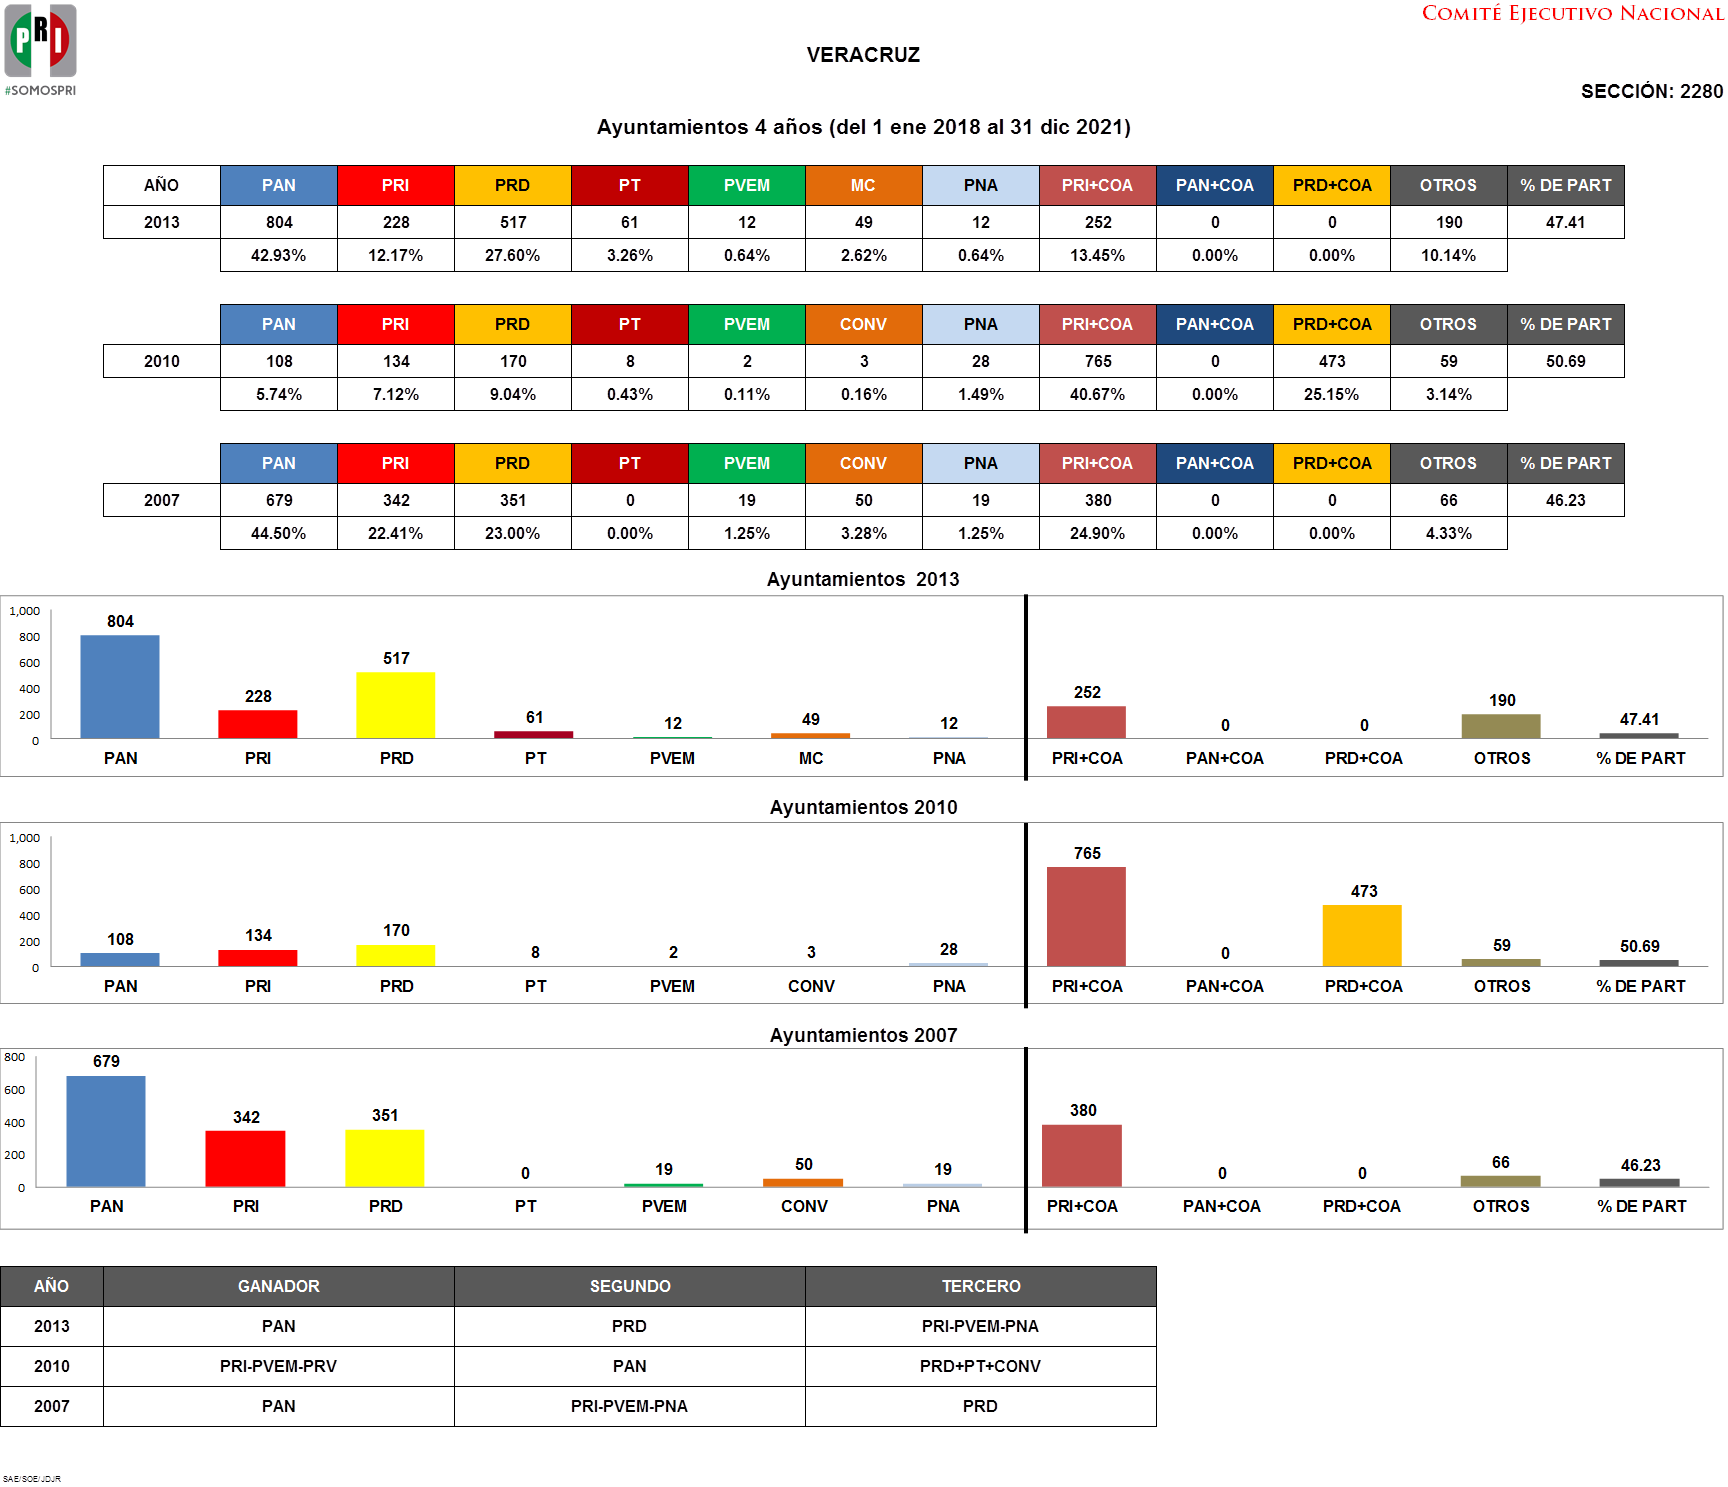 COMITÉ EJECUTIVO NACIONAL
PRI
#SOMOSPRI
VERACRUZ
SECCIÓN: 2280
Ayuntamientos 4 años (del 1 ene 2018 al 31 dic 2021)
AÑO PAN PRI PRD PT PVEM MC PNA PRI+COA PAN+COA PRD+COA OTROS % DE PART
2013 804 228 517 61 12 49 12 252 0 0 190 47.41
42.93% 12.17% 27.60% 3.26% 0.64% 2.62% 0.64% 13.45% 0.00% 0.00% 10.14%
PAN PRI PRD PT PVEM CONV PNA PRI+COA PAN+COA PRD+COA OTROS % DE PART
2010 108 134 170 8 2 3 28 765 0 473 59 50.69
5.74% 7.12% 9.04% 0.43% 0.11% 0.16% 1.49% 40.67% 0.00% 25.15% 3.14%
PAN PRI PRD PT PVEM CONV PNA PRI+COA PAN+COA PRD+COA OTROS % DE PART
2007 679 342 351 0 19 50 19 380 0 0 66 46.23
44.50% 22.41% 23.00% 0.00% 1.25% 3.28% 1.25% 24.90% 0.00% 0.00% 4.33%
Ayuntamientos 2013
1,000
800
600
400
200
0
804 228 517 61 12 49 12 252 0 0 190 47.41
PAN PRI PRD PT PVEM MC PNA PRI+COA PAN+COA PRD+COA OTROS % DE PART
Ayuntamientos 2010
1,000
800
600
400
200
0
108 134 170 8 2 3 28 765 0 473 59 50.69
PAN PRI PRD PT PVEM CONV PNA PRI+COA PAN+COA PRD+COA OTROS % DE PART
Ayuntamientos 2007
800
600
400
200
0
679 342 351 0 19 50 19 380 0 0 66 46.23
PAN PRI PRD PT PVEM CONV PNA PRI+COA PAN+COA PRD+COA OTROS % DE PART
AÑO GANADOR SEGUNDO TERCERO
2013 PAN PRD PRI-PVEM-PNA
2010 PRI-PVEM-PRV PAN PRD+PT+CONV
2007 PAN PRI-PVEM-PNA PRD
SAE/SOE/JDJR